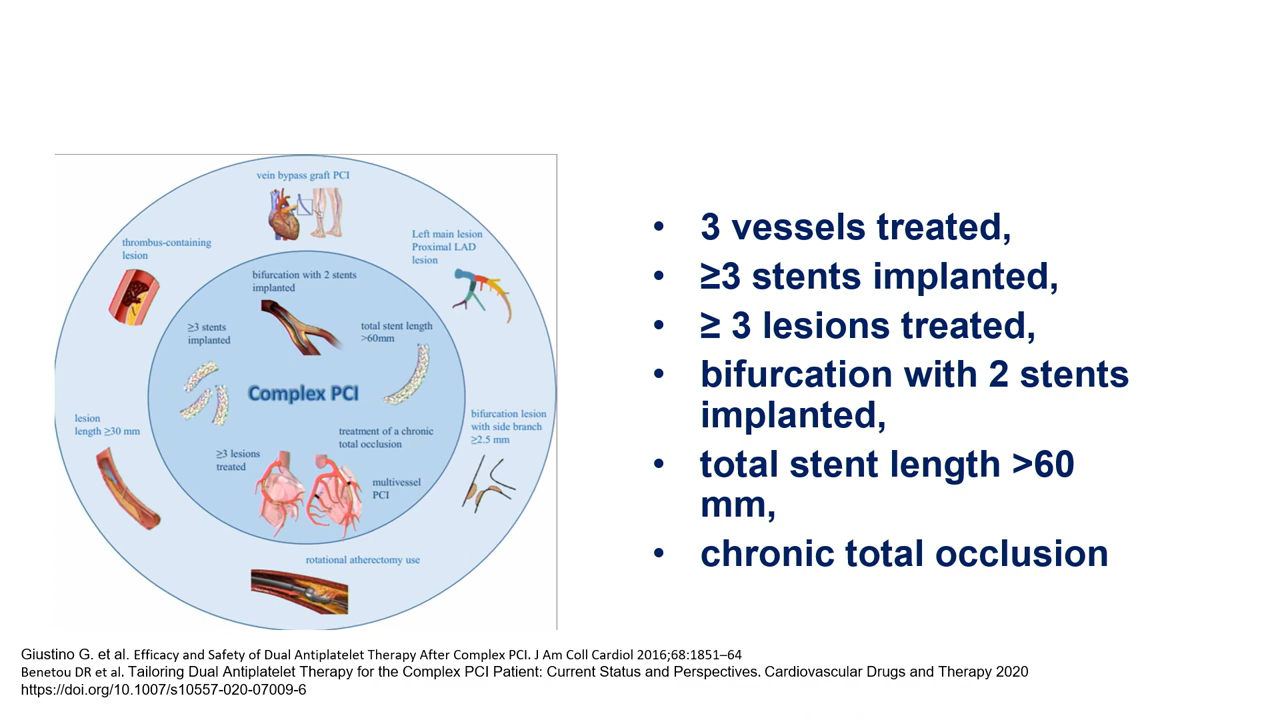 vein bypass graft PCI
thrombus-containing
lesion
Left main lesion
Proximal LAD
lesion
bifurcation with 2 stents
implanted
≥3 stents
implanted
total stent length
>60mm
Complex PCI
lesion
length ≥30 mm
bifurcation lesion
with side branch
≥2.5 mm
treatment of a chronic
total occlusion
≥3 lesions
treated
multivessel
PCI
rotational atherectomy use
• 3 vessels treated,
• ≥3 stents implanted,
• ≥ 3 lesions treated,
• bifurcation with 2 stents
implanted,
• total stent length >60
mm,
• chronic total occlusion
Giustino G. et al. Efficacy and Safety of Dual Antiplatelet Therapy After Complex PCI. J Am Coll Cardiol 2016;68:1851–64
Benetou DR et al. Tailoring Dual Antiplatelet Therapy for the Complex PCI Patient: Current Status and Perspectives. Cardiovascular Drugs and Therapy 2020
https://doi.org/10.1007/s10557-020-07009-6